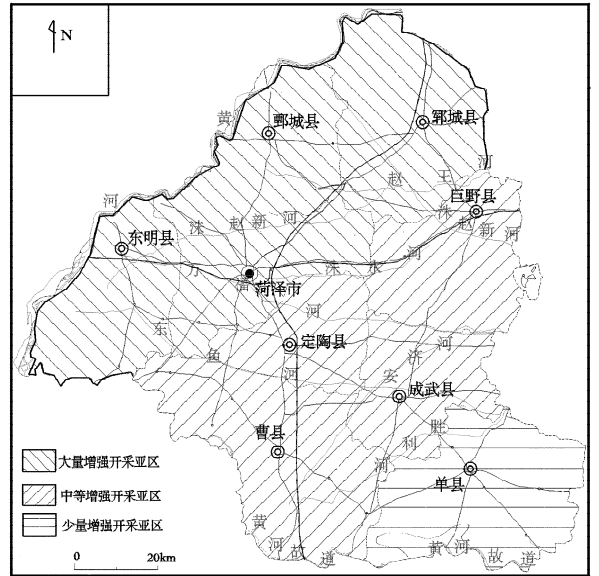 N
黄
鄄城县
郓城县
河
赵
王
河
巨野县
洙
赵
新
河
洙
赵
新
河
东明县
万
洙
水
河
菏泽市
河
东
鱼
河
定陶县
济
河
安
成武县
曹县
利
胜
河
单县
黄
河
故
道
黄
河
故
道
大量增强开采亚区
中等增强开采亚区
少量增强开采亚区
0
20km